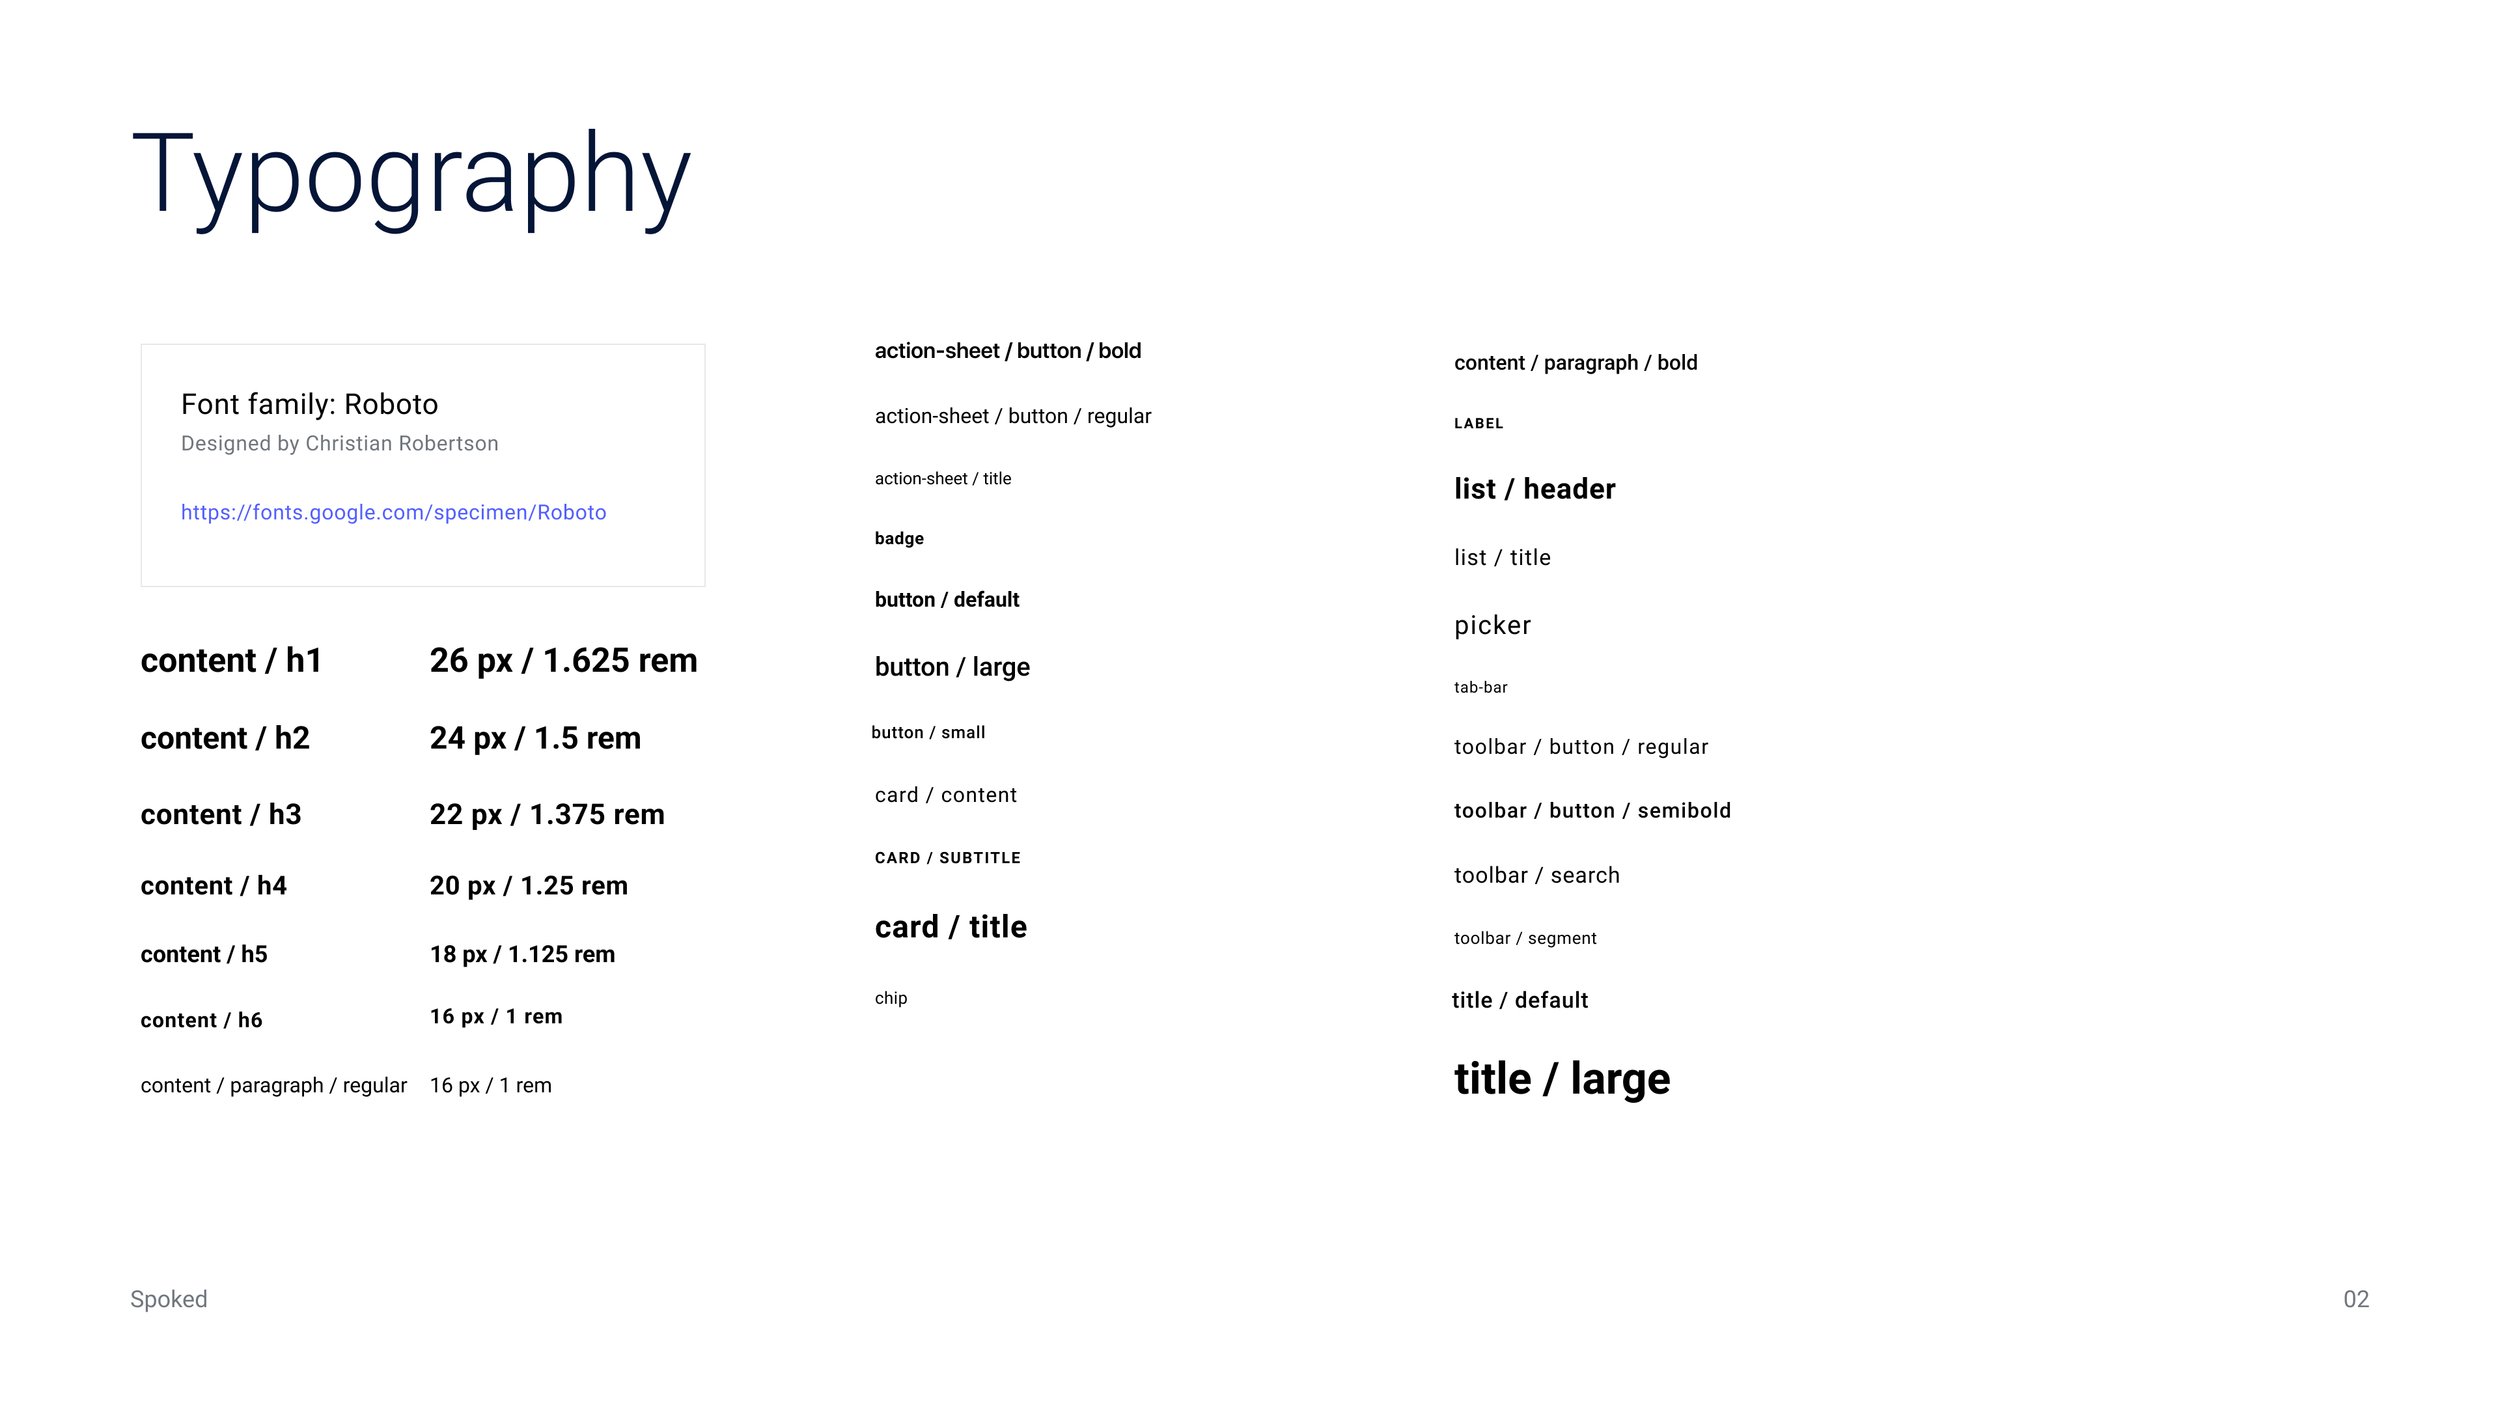 Typography
Font family: Roboto
Designed by Christian Robertson
https://fonts.google.com/specimen/Roboto
content / h1 26 px / 1.625 rem
content / h2 24 px / 1.5 rem
content / h3 22 px / 1.375 rem
content / h4 20 px / 1.25 rem
content / h5 18 px / 1.125 rem
content / h6 16 px / 1 rem
content / paragraph / regular 16 px / 1 rem
action-sheet / button / bold
action-sheet / button / regular
action-sheet / title
badge
button / default
button / large
button / small
card / content
CARD / SUBTITLE
card / title
chip
content / paragraph / bold
LABEL
list / header
list / title
picker
tab-bar
toolbar / button / regular
toolbar / button / semibold
toolbar / search
toolbar / segment
title / default
title / large
Spoked
02